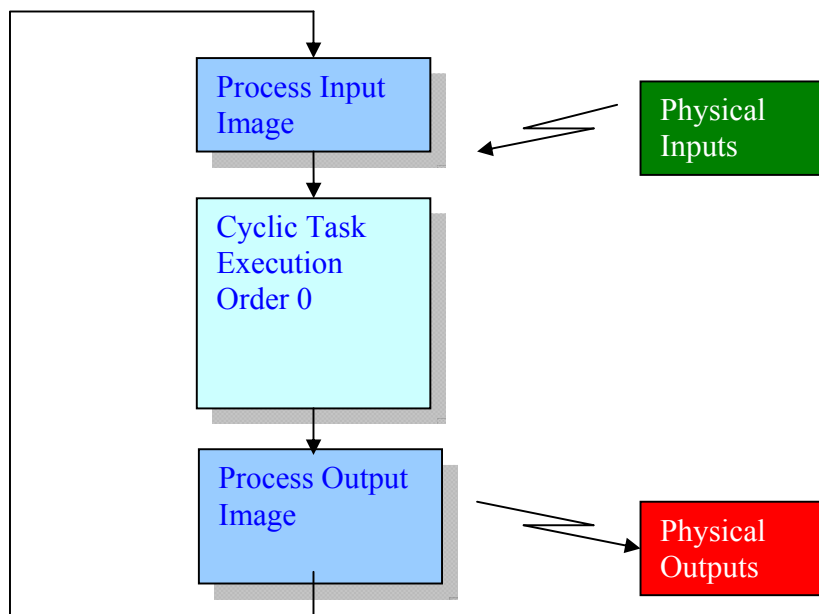 Process Input
Image
Physical
Inputs
Cyclic Task
Execution
Order 0
Process Output
Image
Physical
Outputs